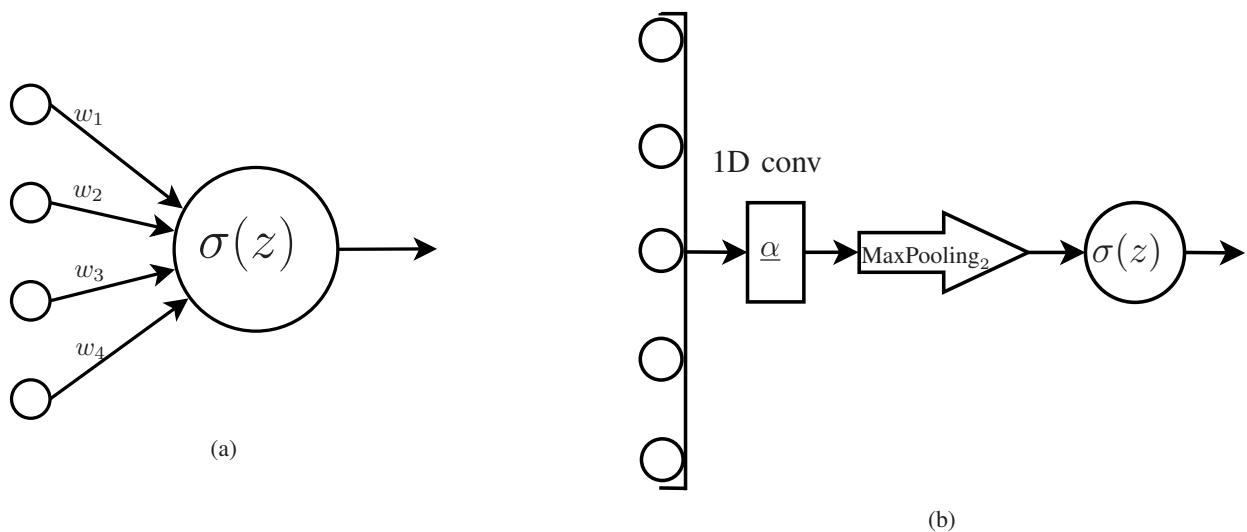 w₁
w₂
w₃
w₄
σ(z)
(a)
1D conv
α
MaxPooling₂
σ(z)
(b)